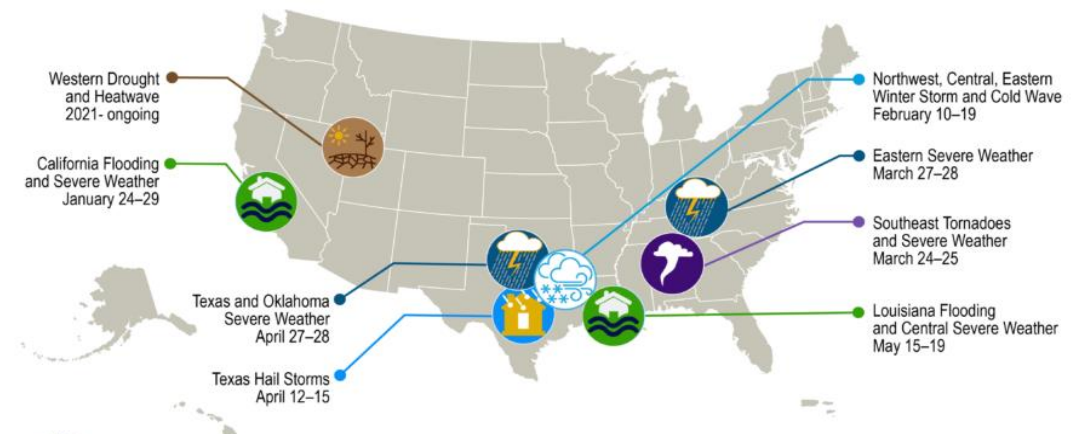 Western Drought
and Heatwave
2021- ongoing
California Flooding
and Severe Weather
January 24–29
Texas and Oklahoma
Severe Weather
April 27–28
Texas Hail Storms
April 12–15
Northwest, Central, Eastern
Winter Storm and Cold Wave
February 10–19
Eastern Severe Weather
March 27–28
Southeast Tornadoes
and Severe Weather
March 24–25
Louisiana Flooding
and Central Severe Weather
May 15–19